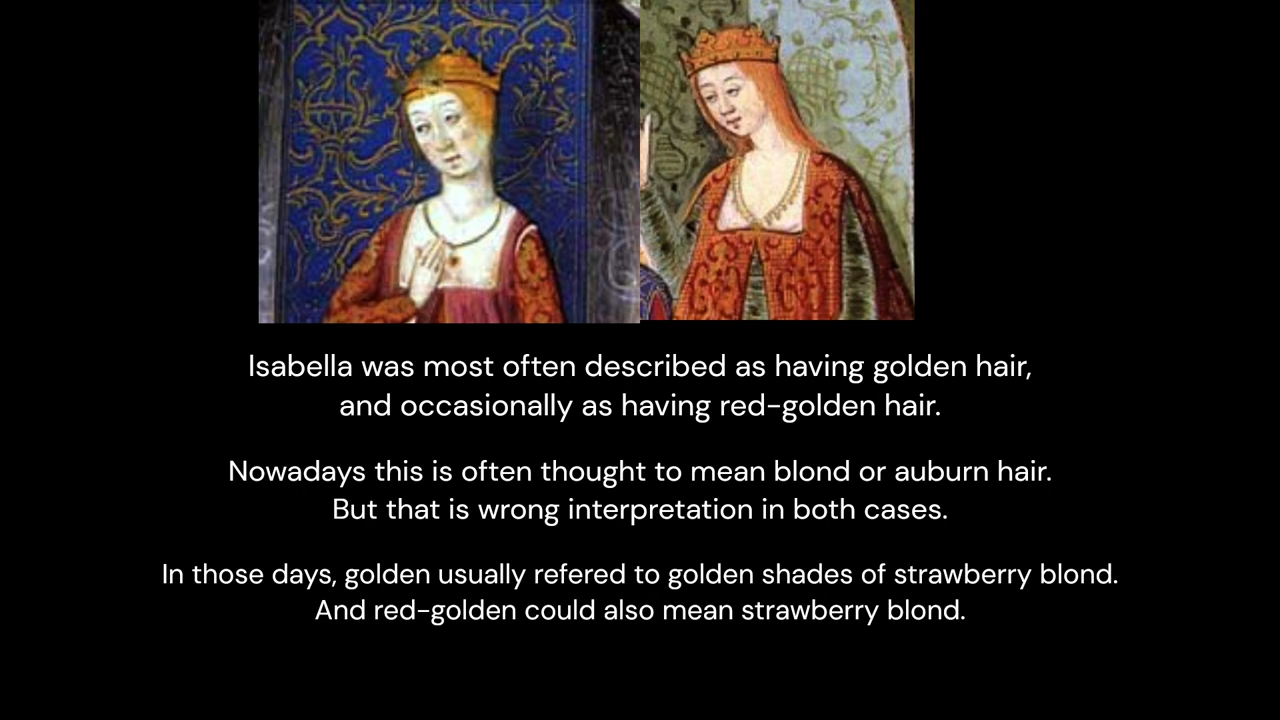 Isabella was most often described as having golden hair,
and occasionally as having red-golden hair.
Nowadays this is often thought to mean blond or auburn hair.
But that is wrong interpretation in both cases.
In those days, golden usually refered to golden shades of strawberry blond.
And red-golden could also mean strawberry blond.